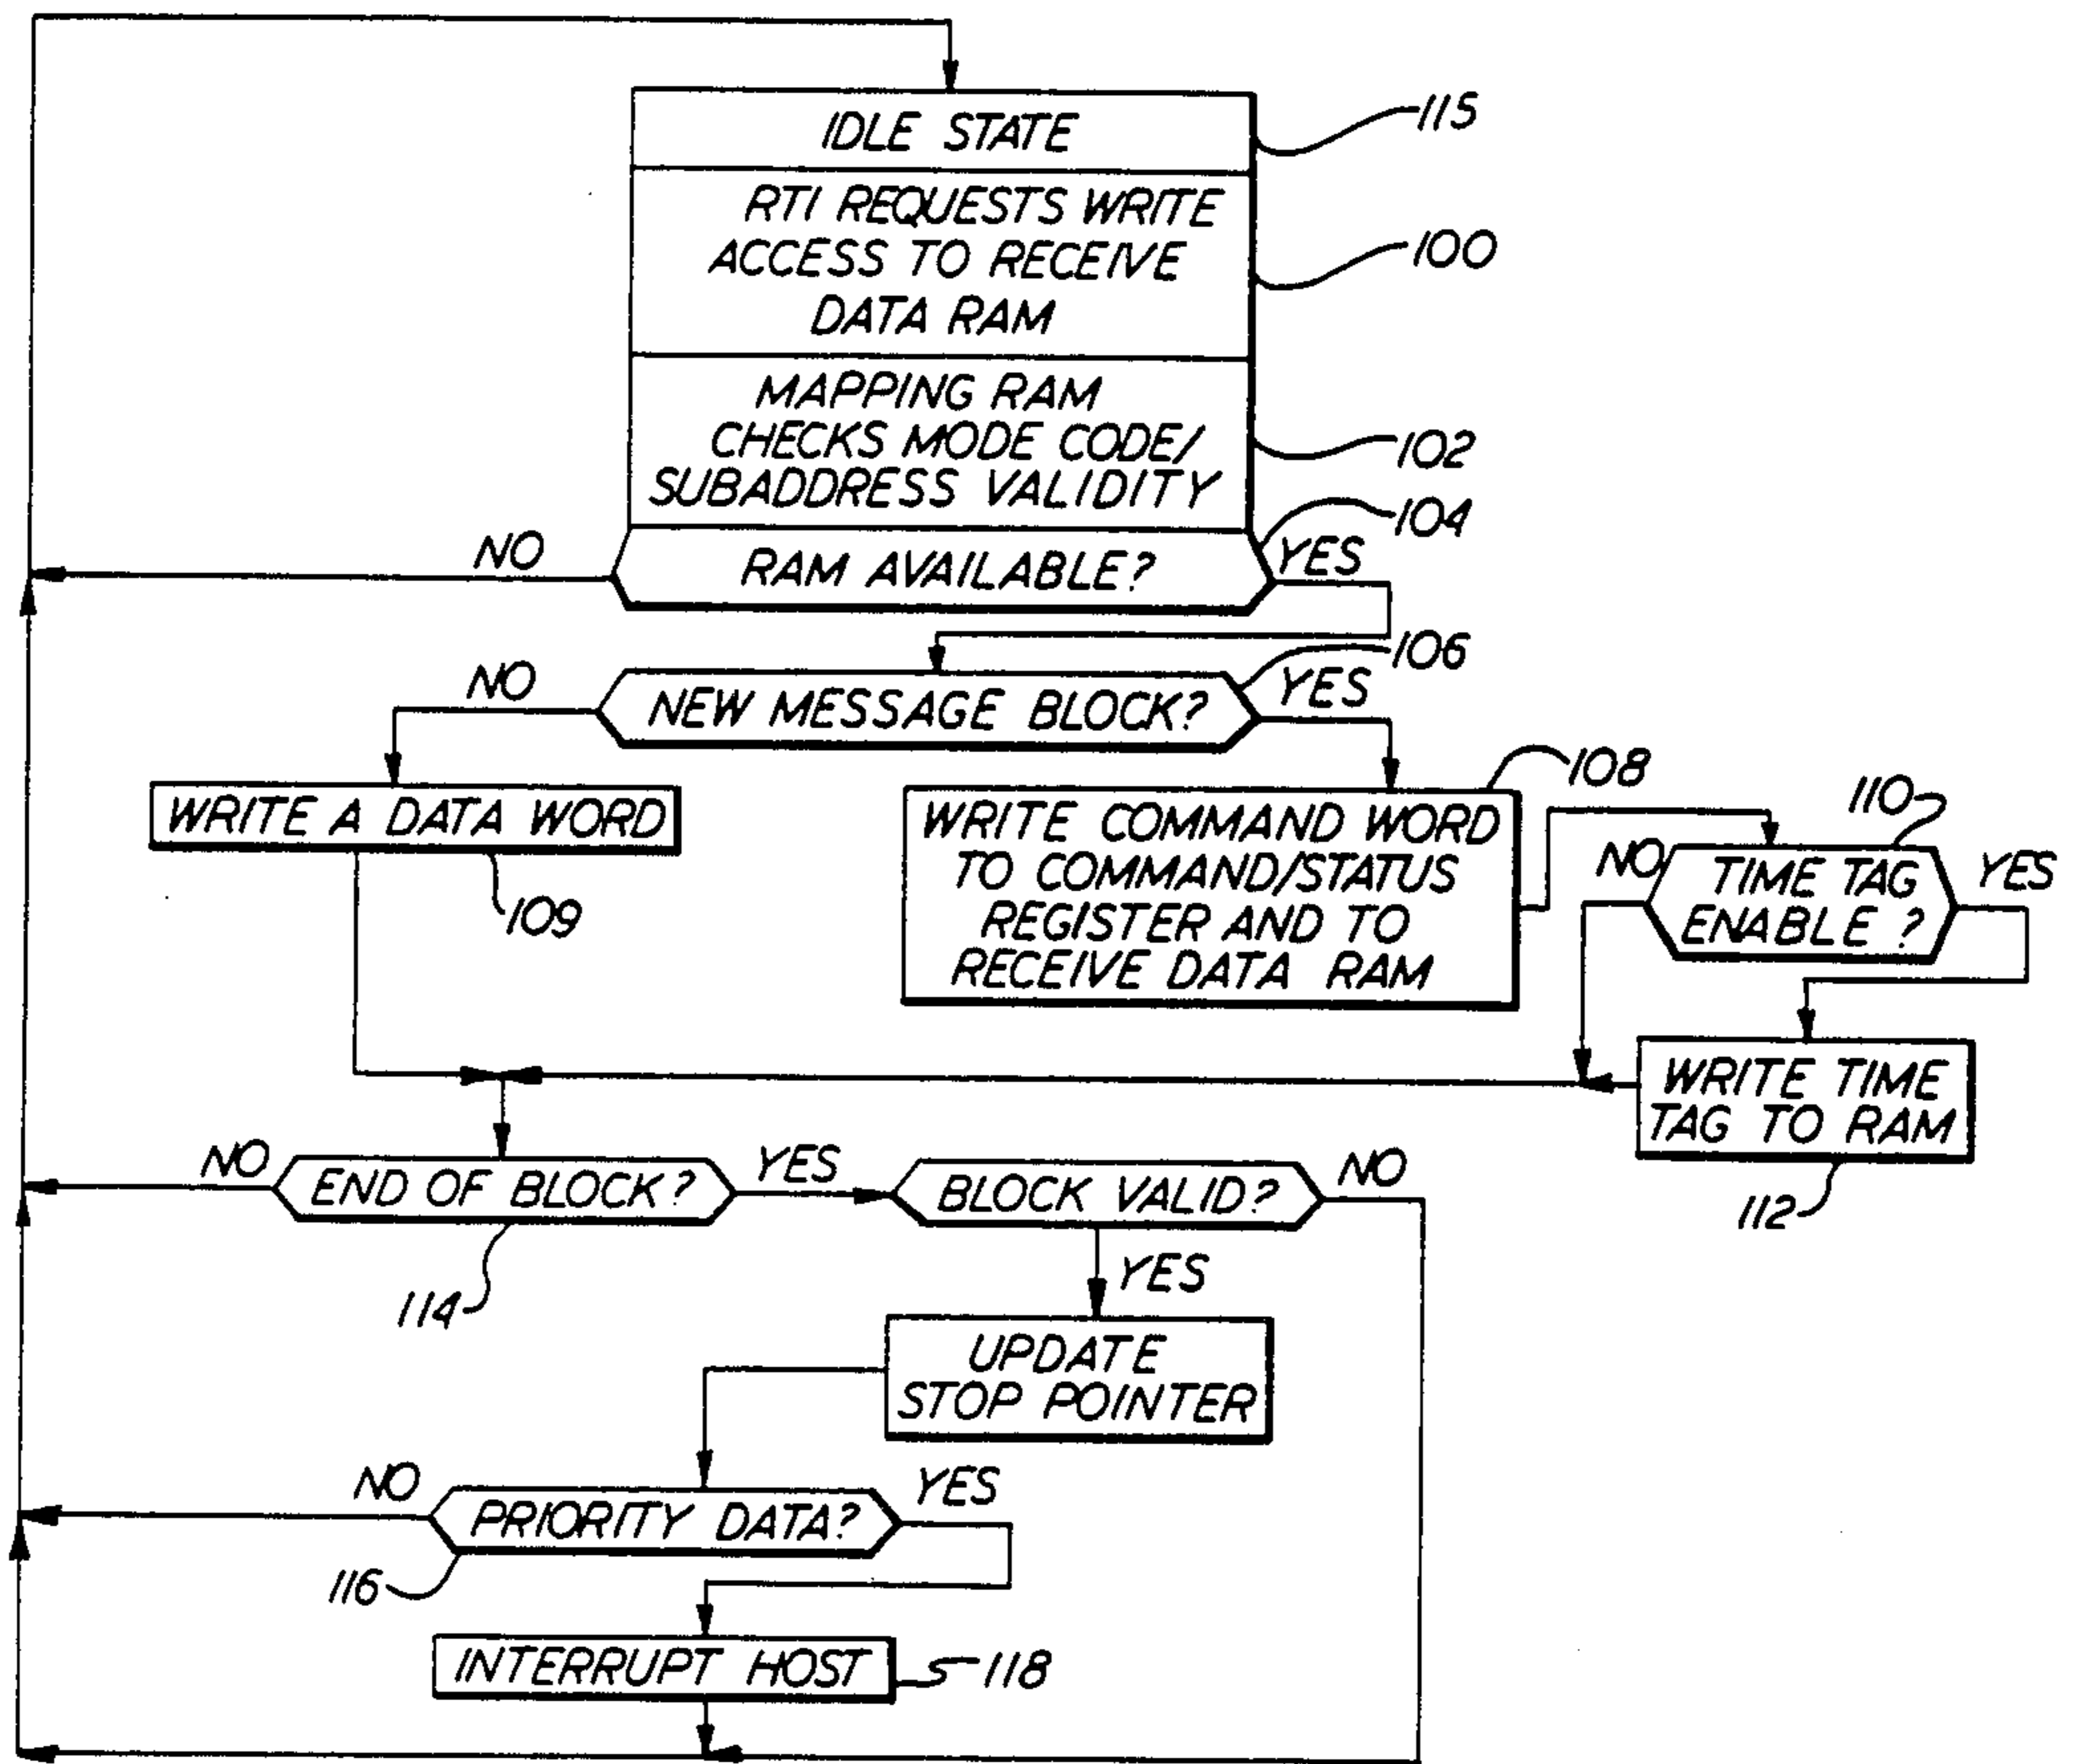 IDLE STATE
115
RTI REQUESTS WRITE
ACCESS TO RECEIVE
DATA RAM
100
MAPPING RAM
CHECKS MODE CODE/
SUBADDRESS VALIDITY
102
104
NO
RAM AVAILABLE?
YES
106
NO
NEW MESSAGE BLOCK?
YES
108
110
WRITE A DATA WORD
109
WRITE COMMAND WORD
TO COMMAND/STATUS
REGISTER AND TO
RECEIVE DATA RAM
NO
TIME TAG
ENABLE?
YES
WRITE TIME
TAG TO RAM
112
NO
END OF BLOCK?
YES
114
BLOCK VALID?
NO
YES
UPDATE
STOP POINTER
NO
PRIORITY DATA?
YES
116
INTERRUPT HOST
118